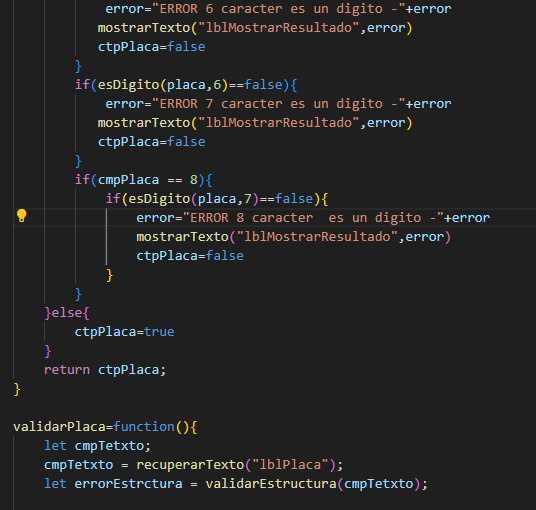 error="ERROR 6 caracter es un digito -"+error
mostrarTexto("lblMostrarResultado",error)
ctpPlaca=false
}
if(esDigito(placa,6)==false){
error="ERROR 7 caracter es un digito -"+error
mostrarTexto("lblMostrarResultado",error)
ctpPlaca=false
}
if(cmpPlaca == 8){
if(esDigito(placa,7)==false){
error="ERROR 8 caracter  es un digito -"+error
mostrarTexto("lblMostrarResultado",error)
ctpPlaca=false
}
}
}else{
ctpPlaca=true
}
return ctpPlaca;
}
validarPlaca=function(){
let cmpTetxto;
cmpTetxto = recuperarTexto("lblPlaca");
let errorEstrctura = validarEstructura(cmpTetxto);